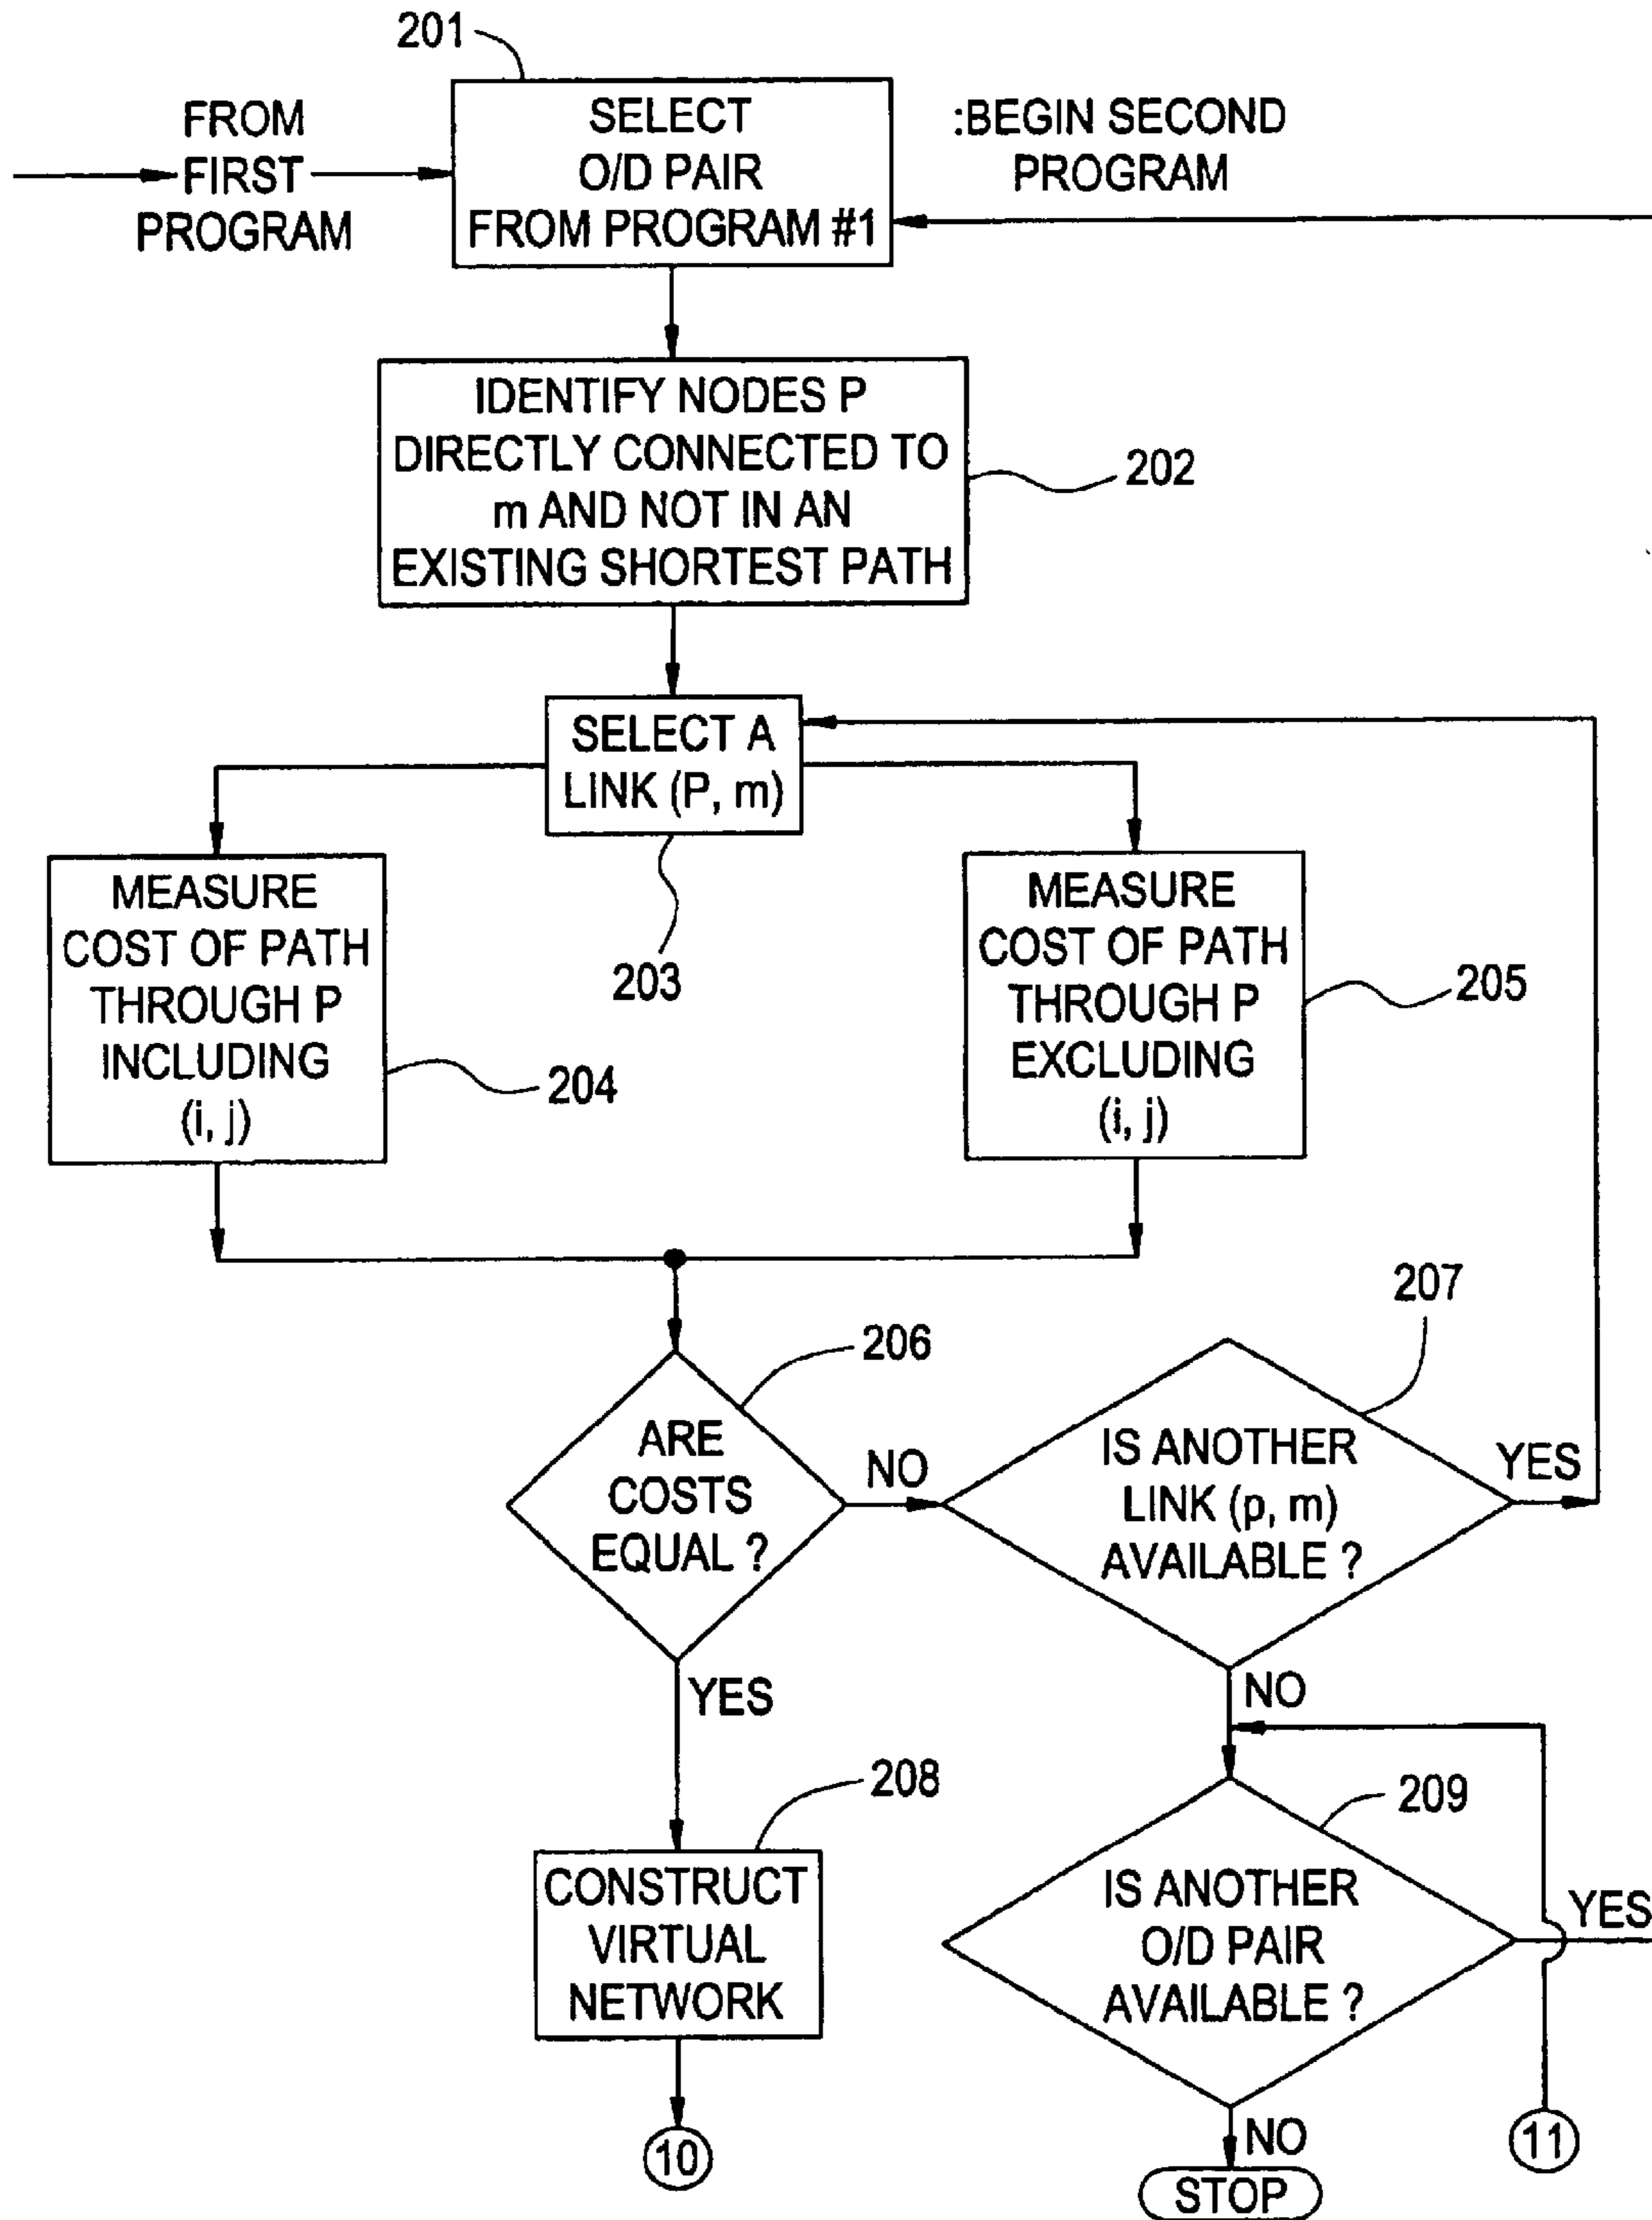 201
FROM
FIRST
PROGRAM
SELECT
O/D PAIR
FROM PROGRAM #1
:BEGIN SECOND
PROGRAM
IDENTIFY NODES P
DIRECTLY CONNECTED TO
m AND NOT IN AN
EXISTING SHORTEST PATH
202
SELECT A
LINK (P, m)
203
MEASURE
COST OF PATH
THROUGH P
INCLUDING
(i, j)
204
MEASURE
COST OF PATH
THROUGH P
EXCLUDING
(i, j)
205
206
ARE
COSTS
EQUAL ?
NO
YES
207
IS ANOTHER
LINK (p, m)
AVAILABLE ?
YES
NO
208
CONSTRUCT
VIRTUAL
NETWORK
10
209
IS ANOTHER
O/D PAIR
AVAILABLE ?
YES
NO
STOP
11